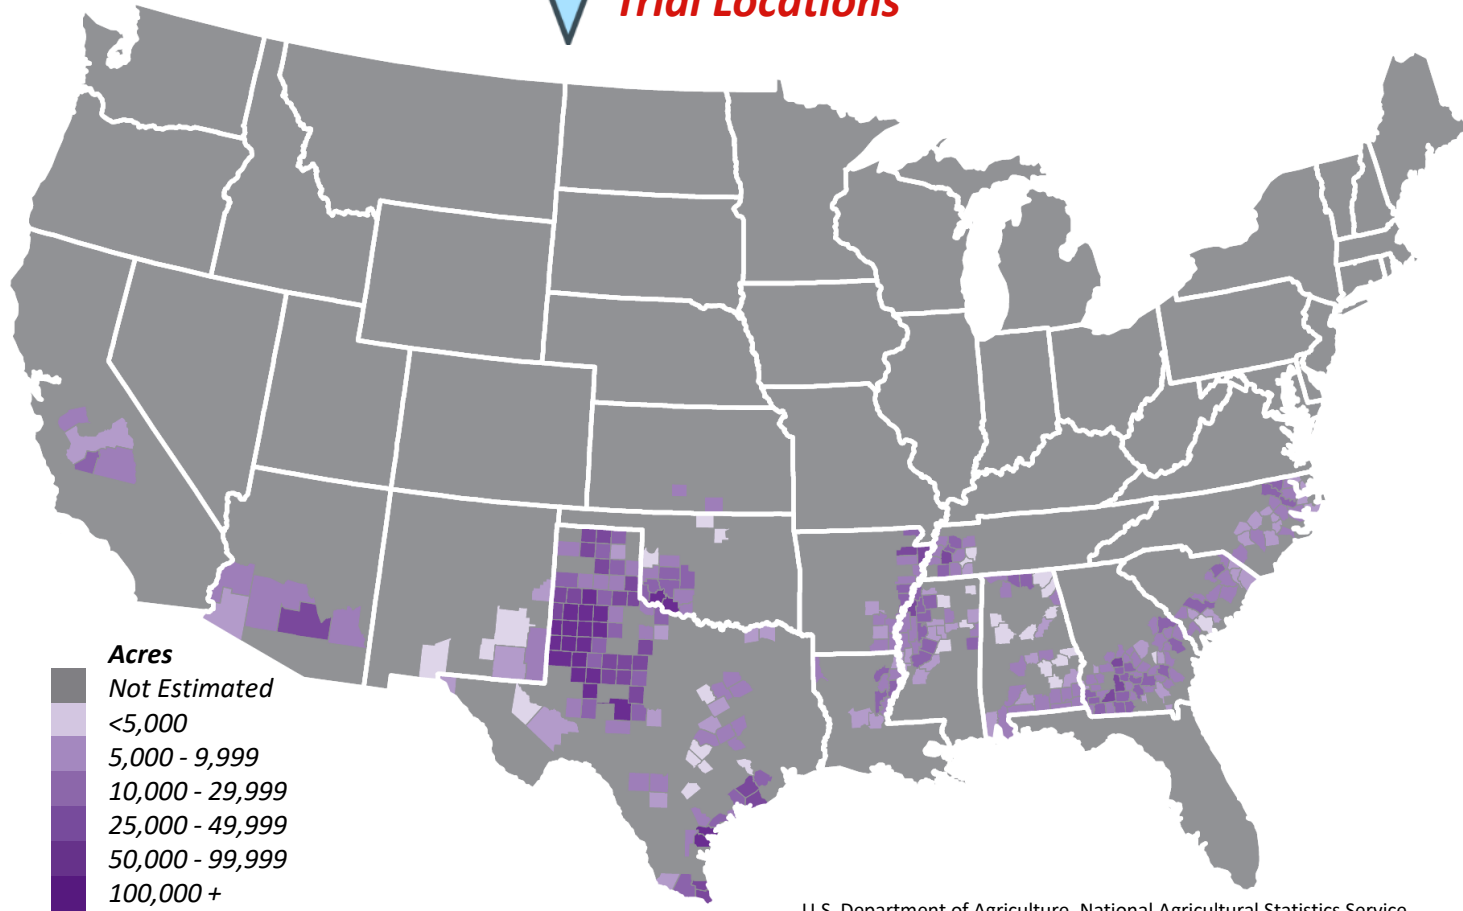 Trial Locations
Acres
Not Estimated
<5,000
5,000 - 9,999
10,000 - 29,999
25,000 - 49,999
50,000 - 99,999
100,000 +
U.S. Department of Agriculture, National Agricultural Statistics Service